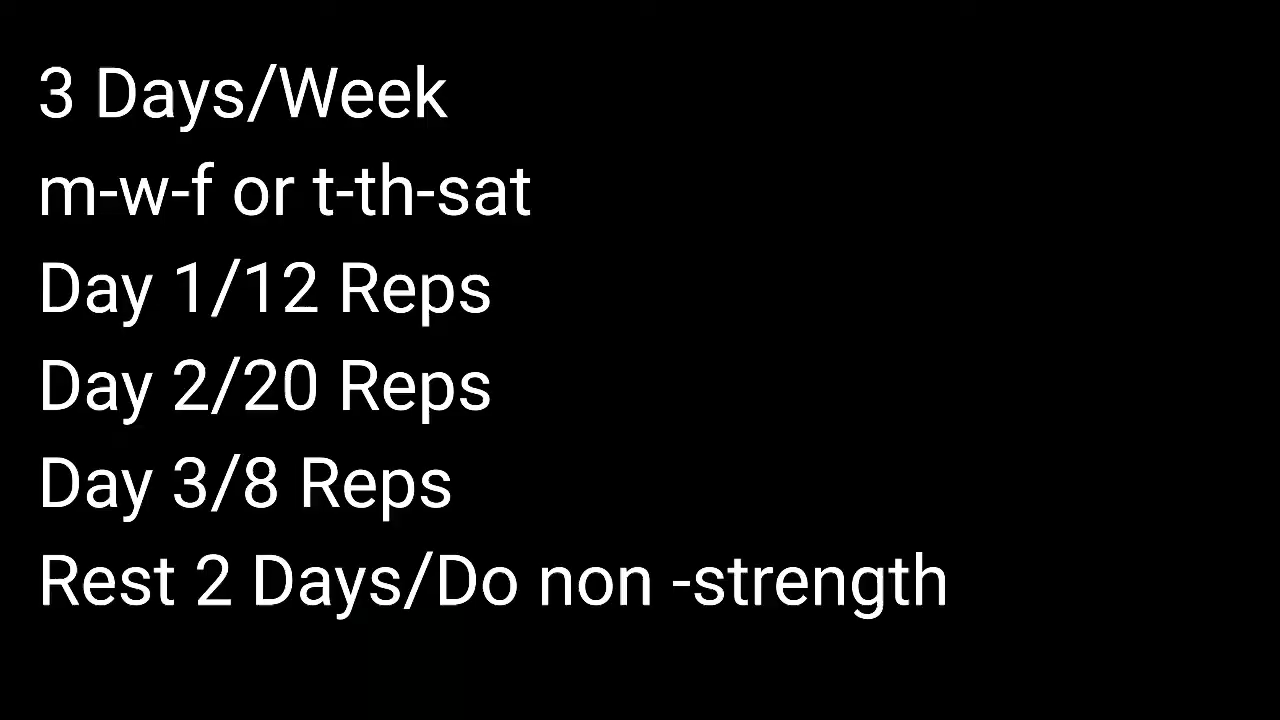 3 Days/Week
m-w-f or t-th-sat
Day 1/12 Reps
Day 2/20 Reps
Day 3/8 Reps
Rest 2 Days/Do non -strength